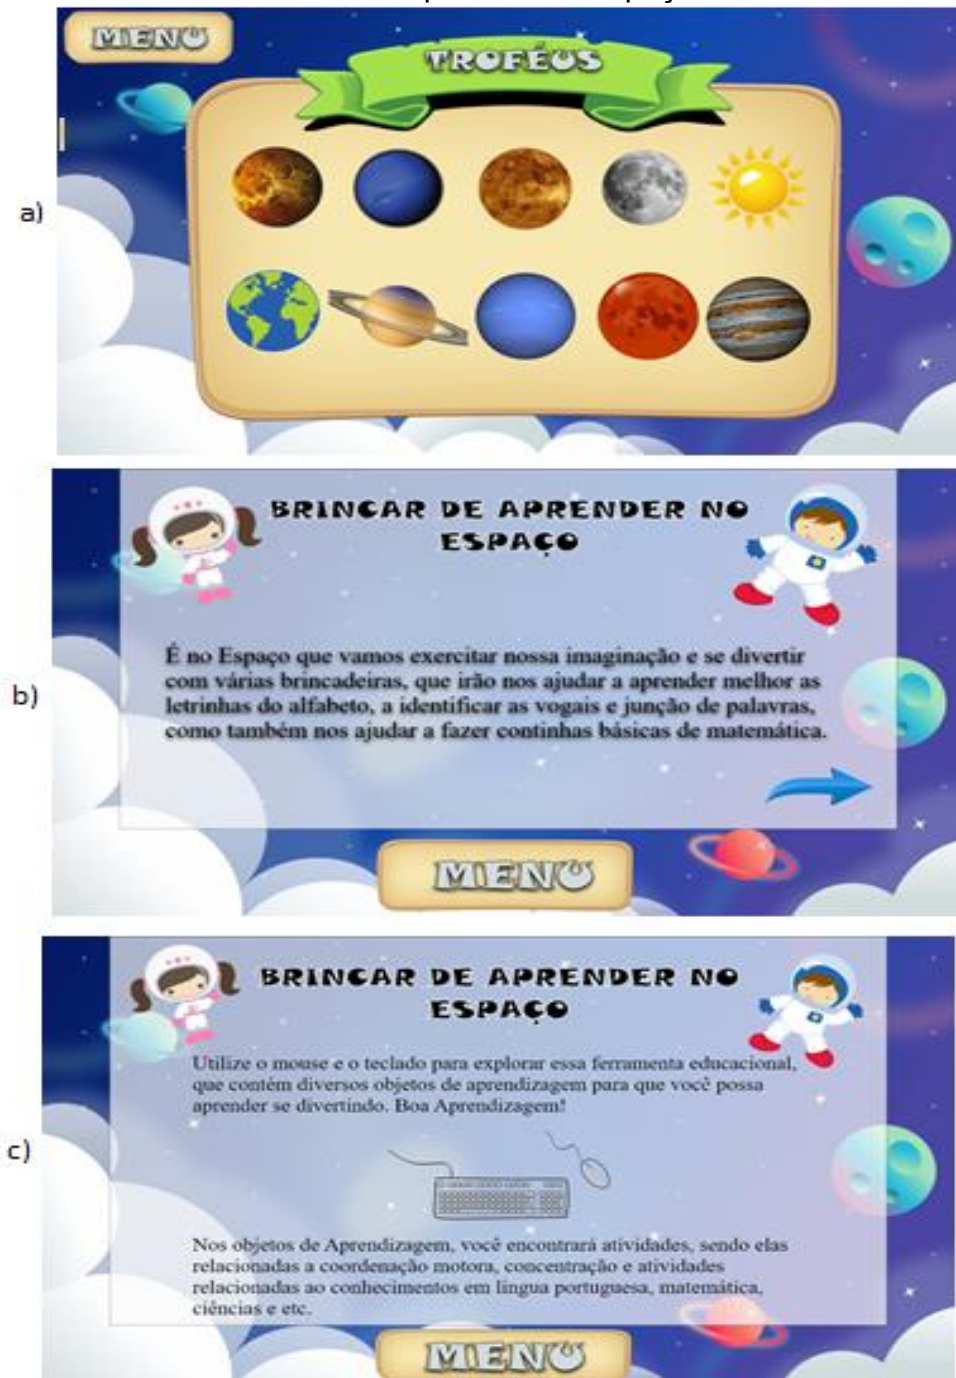 MENU
TROFÉUS
a)
BRINCAR DE APRENDER NO
ESPAÇO
É no Espaço que vamos exercitar nossa imaginação e se divertir
com várias brincadeiras, que irão nos ajudar a aprender melhor as
letrinhas do alfabeto, a identificar as vogais e junção de palavras,
como também nos ajudar a fazer continhas básicas de matemática.
b)
MENU
BRINCAR DE APRENDER NO
ESPAÇO
Utilize o mouse e o teclado para explorar essa ferramenta educacional,
que contém diversos objetos de aprendizagem para que você possa
aprender se divertindo. Boa Aprendizagem!
c)
Nos objetos de Aprendizagem, você encontrará atividades, sendo elas
relacionadas a coordenação motora, concentração e atividades
relacionadas ao conhecimentos em língua portuguesa, matemática,
ciências e etc.
MENU